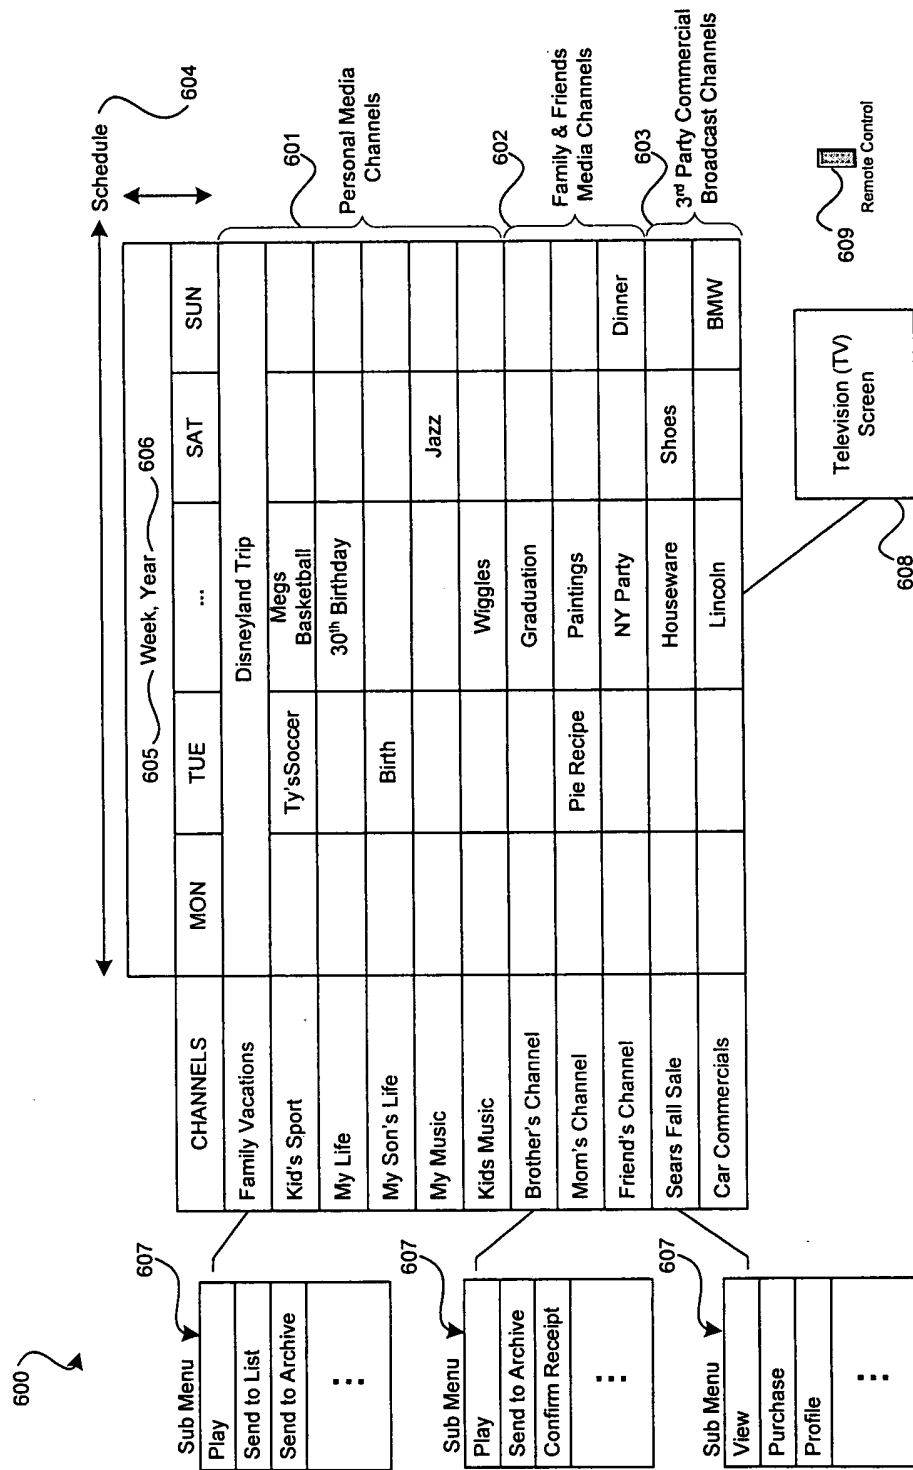 600
Schedule
604
605 Week, Year 606
CHANNELS MON TUE ... SAT SUN
Family Vacations Disneyland Trip
Kid's Sport Ty'sSoccer Megs
Basketball
My Life 30th Birthday
My Son's Life Birth
My Music Jazz
Kids Music Wiggles
Brother's Channel Graduation
Mom's Channel Pie Recipe Paintings
Friend's Channel NY Party Dinner
Sears Fall Sale Houseware Shoes
Car Commercials Lincoln BMW
601
Personal Media
Channels
602
Family & Friends
Media Channels
603
3rd Party Commercial
Broadcast Channels
Sub Menu
607
Play
Send to List
Send to Archive
⋮
Sub Menu
607
Play
Send to Archive
Confirm Receipt
⋮
Sub Menu
607
View
Purchase
Profile
⋮
Television (TV)
Screen
608
609
Remote Control